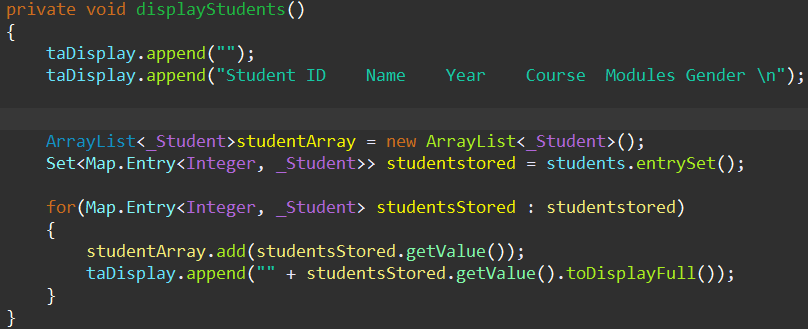 private void displayStudents()
{
    taDisplay.append("");
    taDisplay.append("Student ID    Name    Year    Course  Modules Gender \n");
    ArrayList<_Student>studentArray = new ArrayList<_Student>();
    Set<Map.Entry<Integer, _Student>> studentstored = students.entrySet();
    for(Map.Entry<Integer, _Student> studentsStored : studentstored)
    {
        studentArray.add(studentsStored.getValue());
        taDisplay.append("" + studentsStored.getValue().toDisplayFull());
    }
}